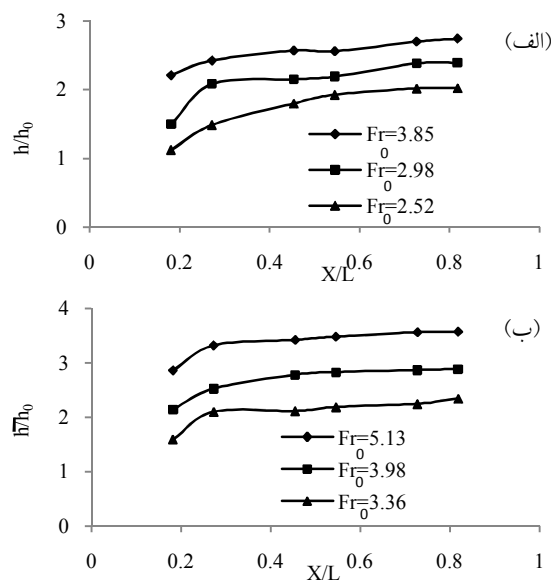 3
2
1
0
h/h0
0
0.2
0.4
0.6
0.8
1
X/L
(الف)
Fr0=3.85
Fr0=2.98
Fr0=2.52
4
3
2
1
0
h/h0
0
0.2
0.4
0.6
0.8
1
X/L
(ب)
Fr0=5.13
Fr0=3.98
Fr0=3.36